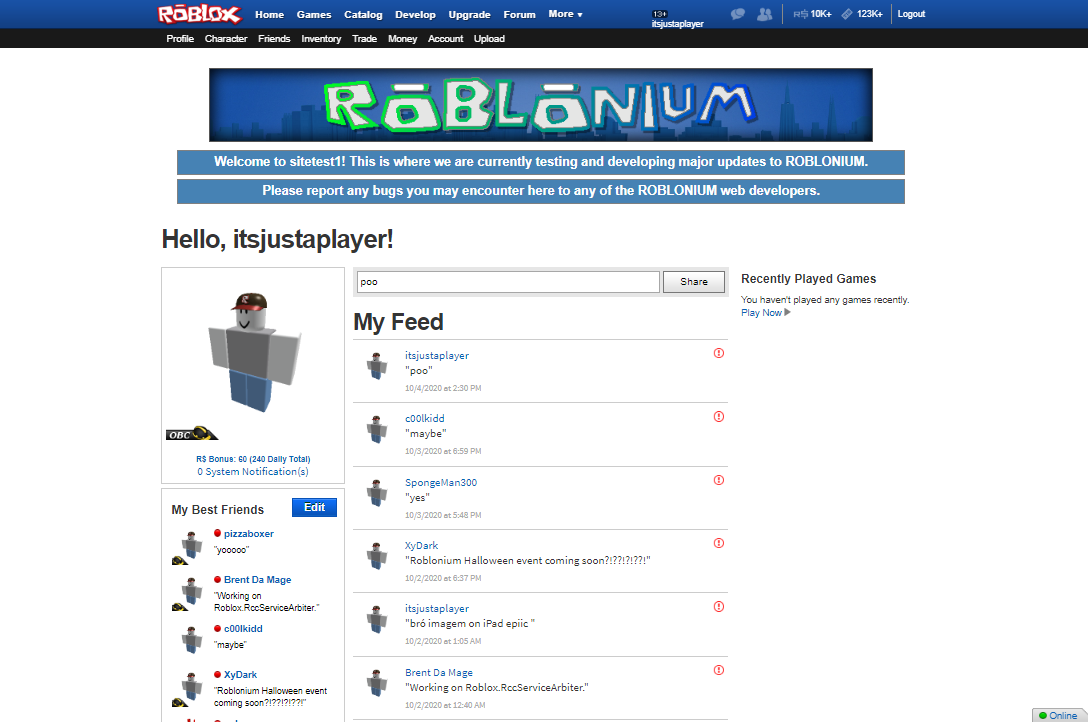 ROBLOX Home Games Catalog Develop Upgrade Forum More 13+ itsjustaplayer R$ 10K+ 123K+ Logout
Profile Character Friends Inventory Trade Money Account Upload
RŌBLŌNIUM
Welcome to sitetest1! This is where we are currently testing and developing major updates to ROBLONIUM.
Please report any bugs you may encounter here to any of the ROBLONIUM web developers.
Hello, itsjustaplayer!
R
OBC
R$ Bonus: 60 (240 Daily Total)
0 System Notification(s)
My Best Friends Edit
pizzaboxer
"yooooo"
Brent Da Mage
"Working on
Roblox.RccServiceArbiter."
c00lkidd
"maybe"
XyDark
"Roblonium Halloween event
coming soon?!??!?!??!"
poo Share
My Feed
itsjustaplayer
"poo"
10/4/2020 at 2:30 PM
c00lkidd
"maybe"
10/3/2020 at 6:59 PM
SpongeMan300
"yes"
10/3/2020 at 5:48 PM
XyDark
"Roblonium Halloween event coming soon?!??!?!??!"
10/2/2020 at 6:37 PM
itsjustaplayer
"bró imagem on iPad epiic "
10/2/2020 at 1:05 AM
Brent Da Mage
"Working on Roblox.RccServiceArbiter."
10/2/2020 at 12:40 AM
Recently Played Games
You haven't played any games recently.
Play Now
Online